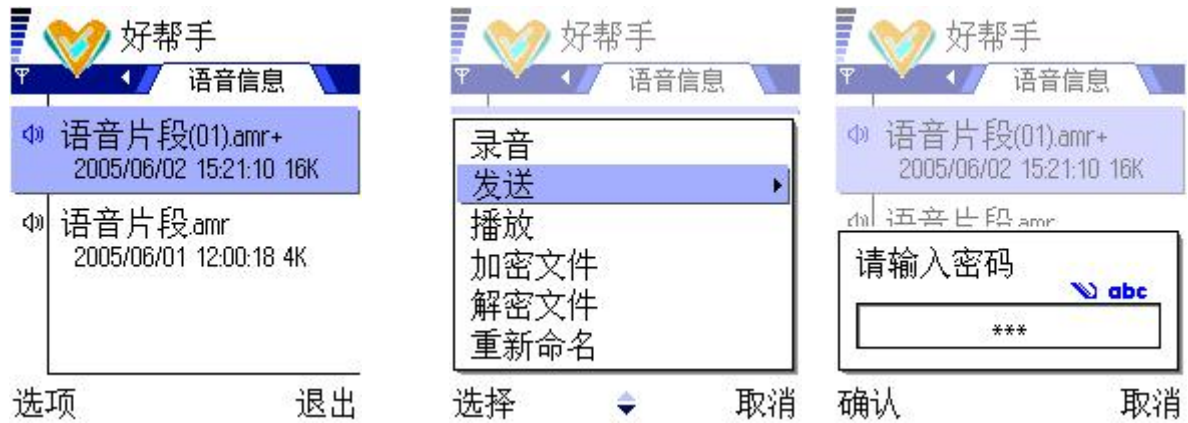 好帮手
语音信息
语音片段(01).amr+
2005/06/02 15:21:10 16K
语音片段.amr
2005/06/01 12:00:18 4K
选项 退出
好帮手
语音信息
录音
发送
播放
加密文件
解密文件
重新命名
选择 取消
好帮手
语音信息
语音片段(01).amr+
2005/06/02 15:21:10 16K
语音片段.amr
请输入密码
abc
***
确认 取消